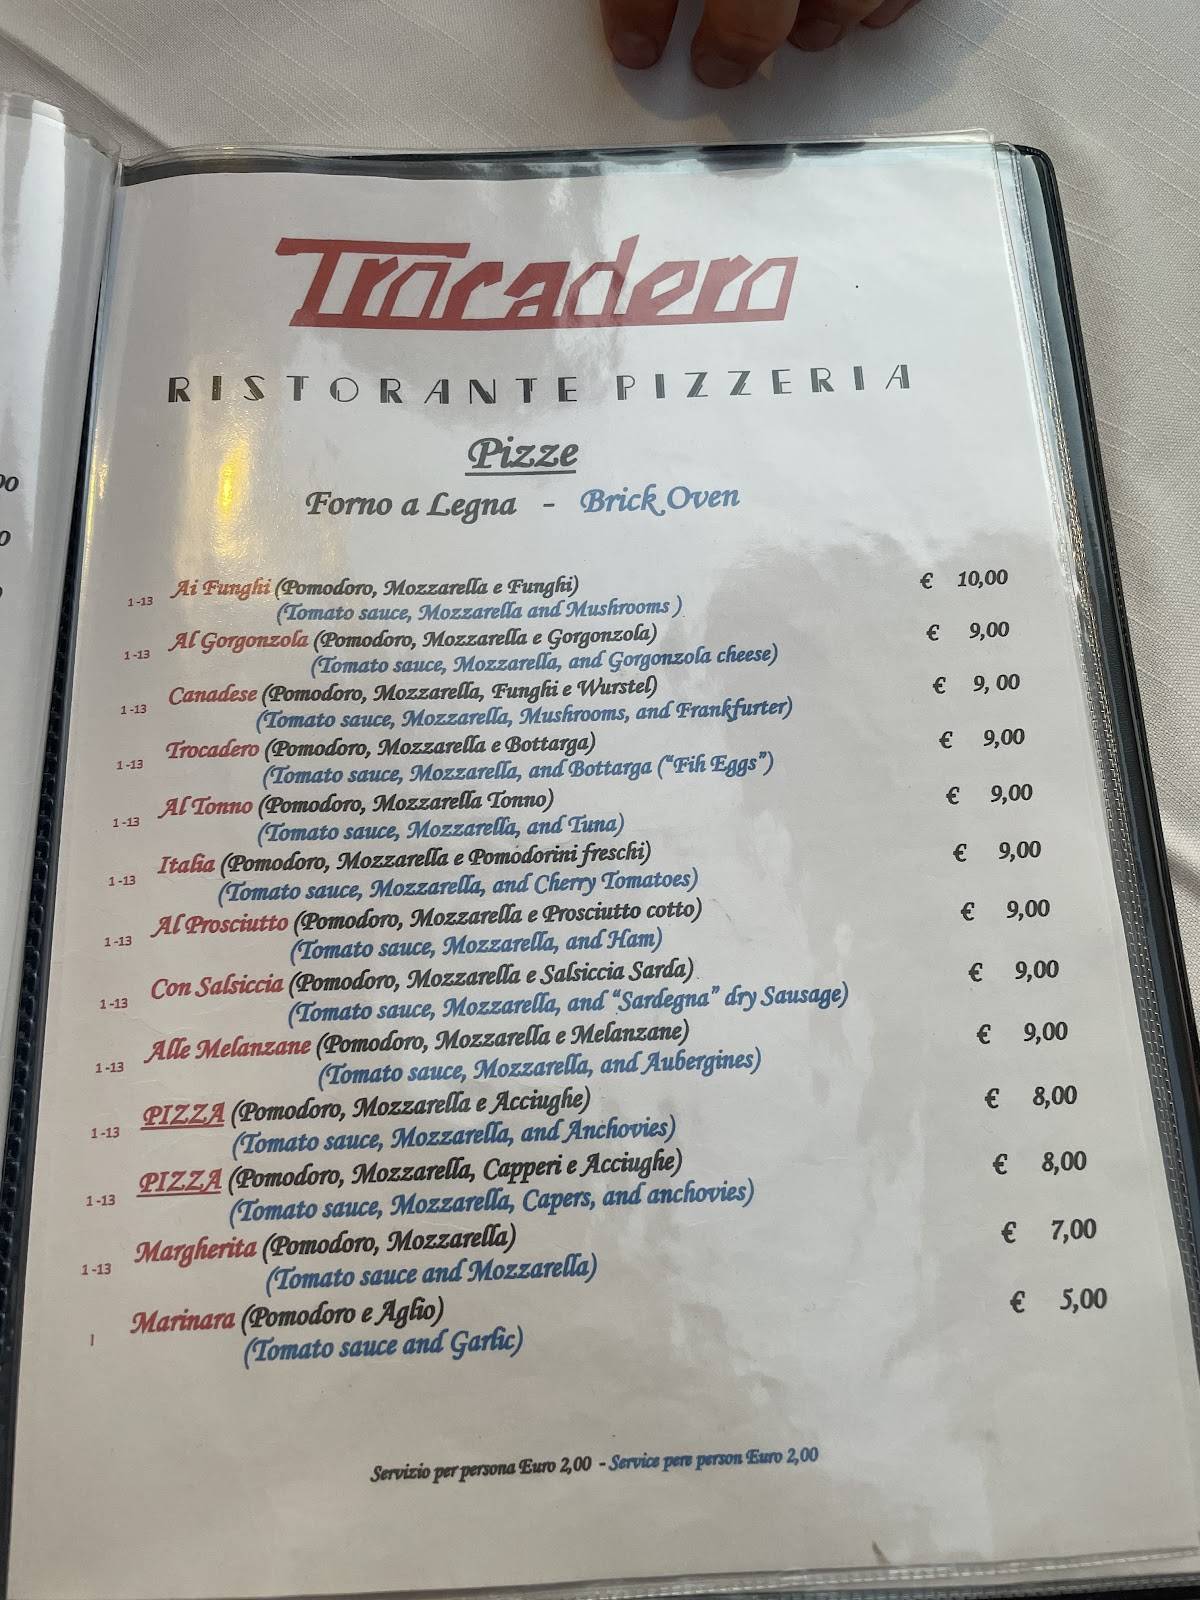 Trocadero
RISTORANTE PIZZERIA
Pizze
Forno a Legna - Brick Oven
1-13 Ai Funghi (Pomodoro, Mozzarella e Funghi) € 10,00
(Tomato sauce, Mozzarella and Mushrooms )
1-13 Al Gorgonzola (Pomodoro, Mozzarella e Gorgonzola) € 9,00
(Tomato sauce, Mozzarella, and Gorgonzola cheese)
1-13 Canadese (Pomodoro, Mozzarella, Funghi e Wurstel) € 9, 00
(Tomato sauce, Mozzarella, Mushrooms, and Frankfurter)
1-13 Trocadero (Pomodoro, Mozzarella e Bottarga) € 9,00
(Tomato sauce, Mozzarella, and Bottarga (“Fih Eggs”)
1-13 Al Tonno (Pomodoro, Mozzarella Tonno) € 9,00
(Tomato sauce, Mozzarella, and Tuna)
1-13 Italia (Pomodoro, Mozzarella e Pomodorini freschi) € 9,00
(Tomato sauce, Mozzarella, and Cherry Tomatoes)
1-13 Al Prosciutto (Pomodoro, Mozzarella e Prosciutto cotto) € 9,00
(Tomato sauce, Mozzarella, and Ham)
1-13 Con Salsiccia (Pomodoro, Mozzarella e Salsiccia Sarda) € 9,00
(Tomato sauce, Mozzarella, and “Sardegna” dry Sausage)
1-13 Alle Melanzane (Pomodoro, Mozzarella e Melanzane) € 9,00
(Tomato sauce, Mozzarella, and Aubergines)
1-13 PIZZA (Pomodoro, Mozzarella e Acciughe) € 8,00
(Tomato sauce, Mozzarella, and Anchovies)
1-13 PIZZA (Pomodoro, Mozzarella, Capperi e Acciughe) € 8,00
(Tomato sauce, Mozzarella, Capers, and anchovies)
1-13 Margherita (Pomodoro, Mozzarella) € 7,00
(Tomato sauce and Mozzarella)
1 Marinara (Pomodoro e Aglio) € 5,00
(Tomato sauce and Garlic)
Servizio per persona Euro 2,00 - Service pere person Euro 2,00